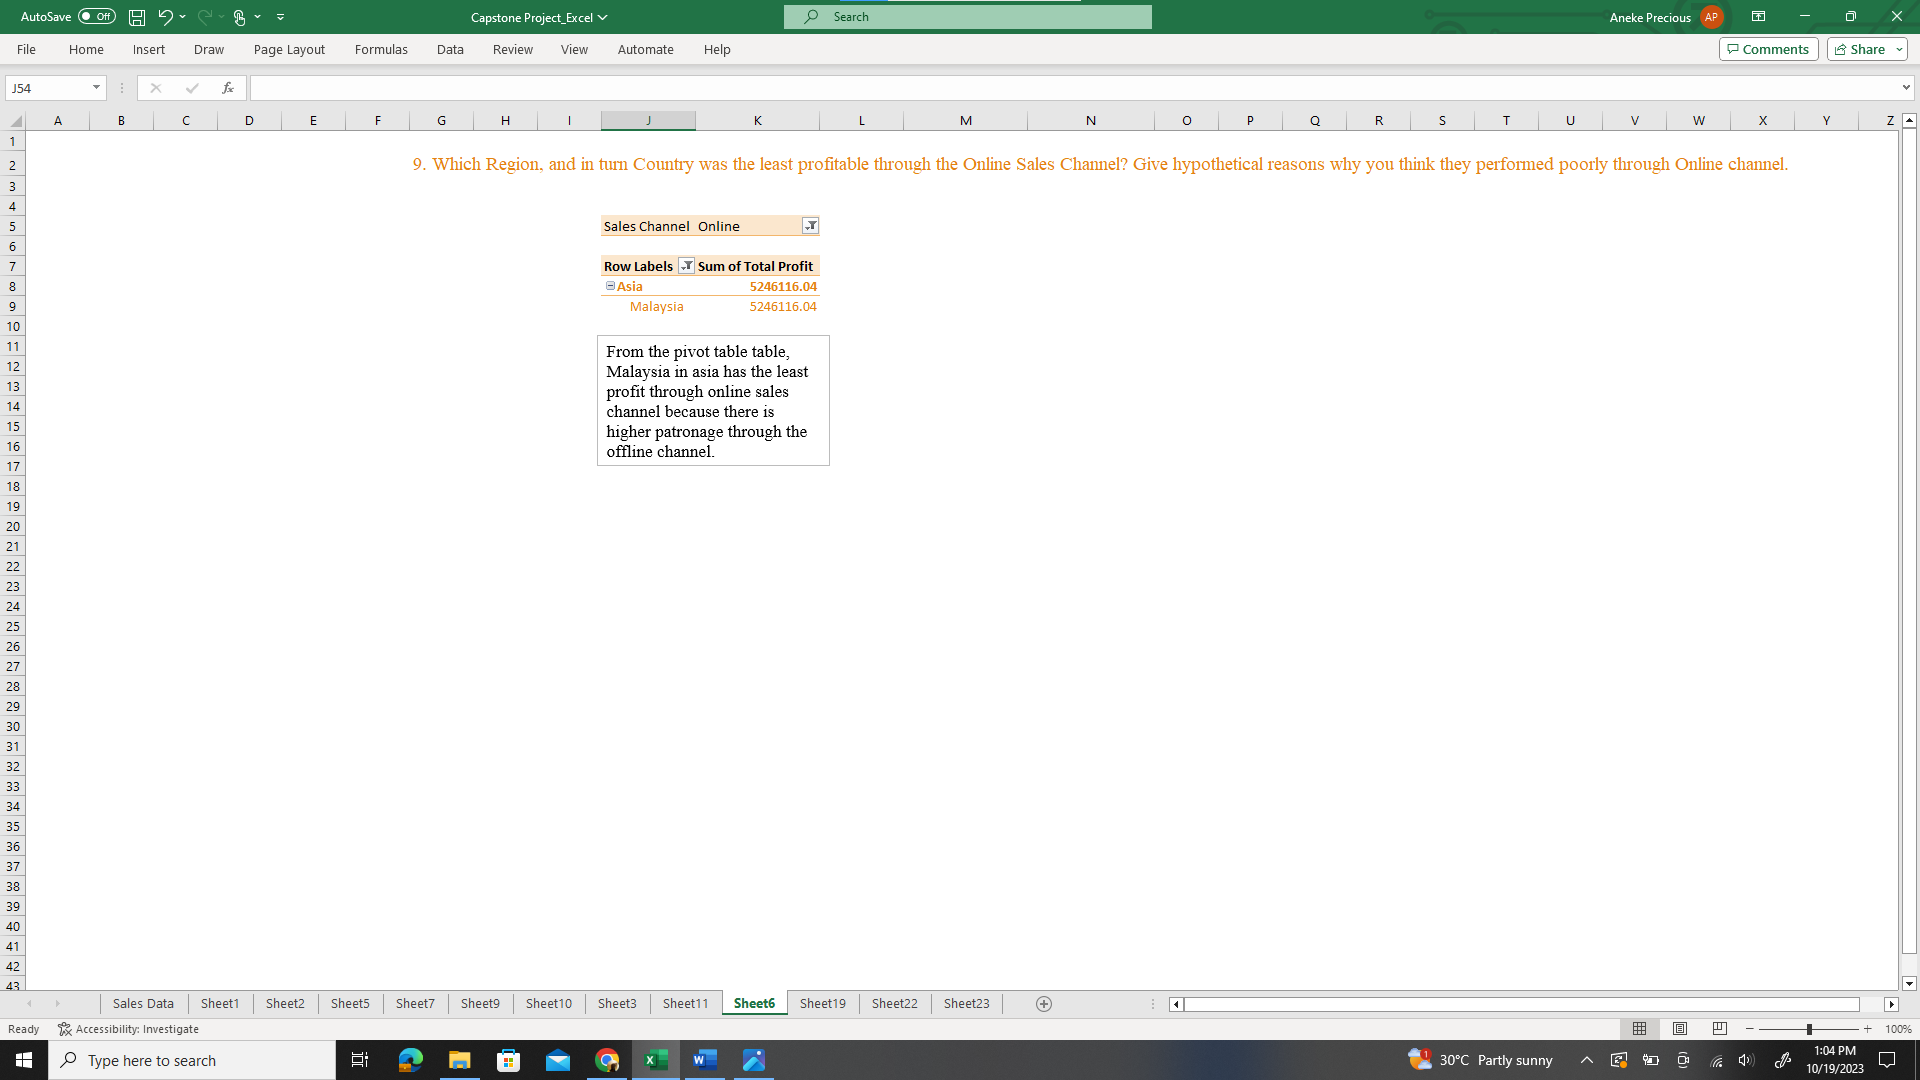 AutoSave Off Capstone Project_Excel Search Aneke Precious AP
File Home Insert Draw Page Layout Formulas Data Review View Automate Help Comments Share
J54 fx
A B C D E F G H I J K L M N O P Q R S T U V W X Y Z
1
2 9. Which Region, and in turn Country was the least profitable through the Online Sales Channel? Give hypothetical reasons why you think they performed poorly through Online channel.
3
4
5 Sales Channel Online
6
7 Row Labels Sum of Total Profit
8 Asia 5246116.04
9 Malaysia 5246116.04
10
11 From the pivot table table,
12 Malaysia in asia has the least
13 profit through online sales
14 channel because there is
15 higher patronage through the
16 offline channel.
17
18
19
20
21
22
23
24
25
26
27
28
29
30
31
32
33
34
35
36
37
38
39
40
41
42
43
Sales Data Sheet1 Sheet2 Sheet5 Sheet7 Sheet9 Sheet10 Sheet3 Sheet11 Sheet6 Sheet19 Sheet22 Sheet23
Ready Accessibility: Investigate 100%
Type here to search 1 30°C Partly sunny 1:04 PM
10/19/2023